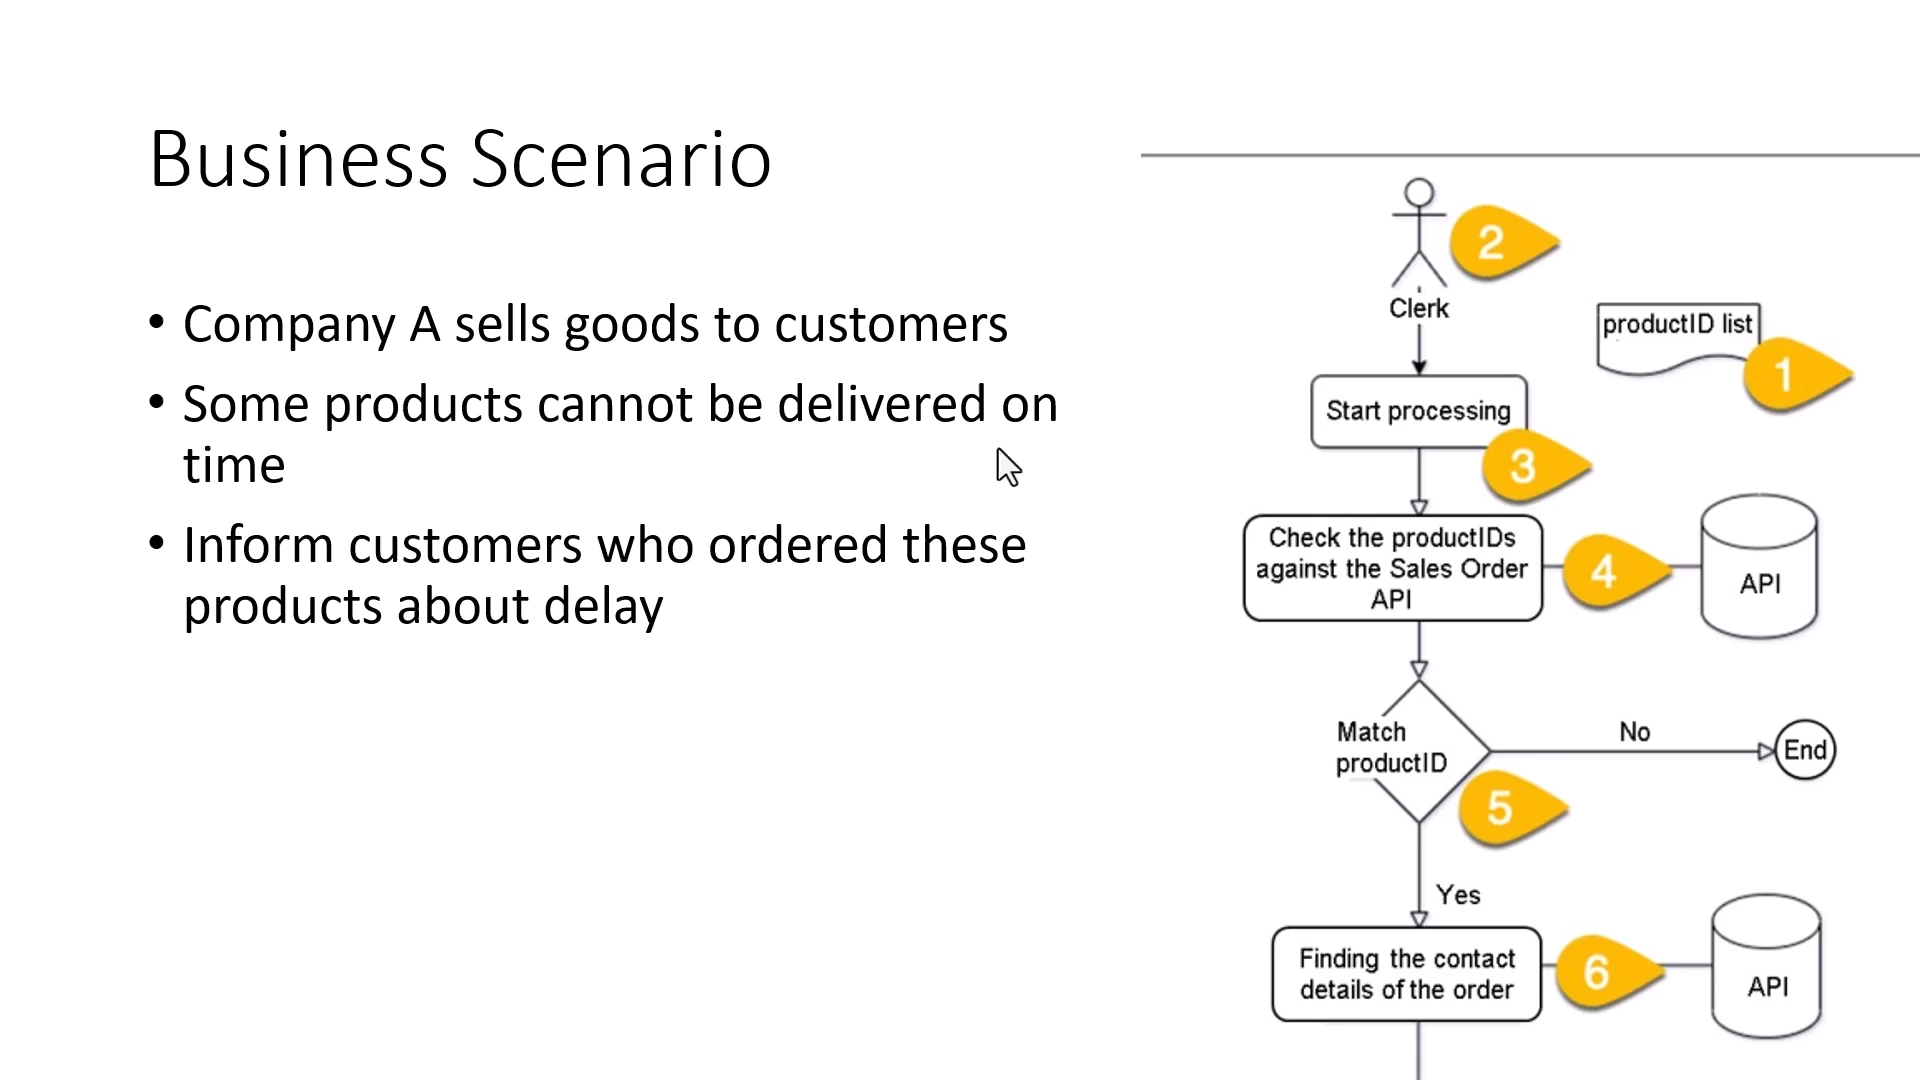 Business Scenario
• Company A sells goods to customers
• Some products cannot be delivered on
time
• Inform customers who ordered these
products about delay
2
Clerk
productID list
1
Start processing
3
Check the productIDs
against the Sales Order
API
4
API
Match
productID
No
End
5
Yes
Finding the contact
details of the order
6
API